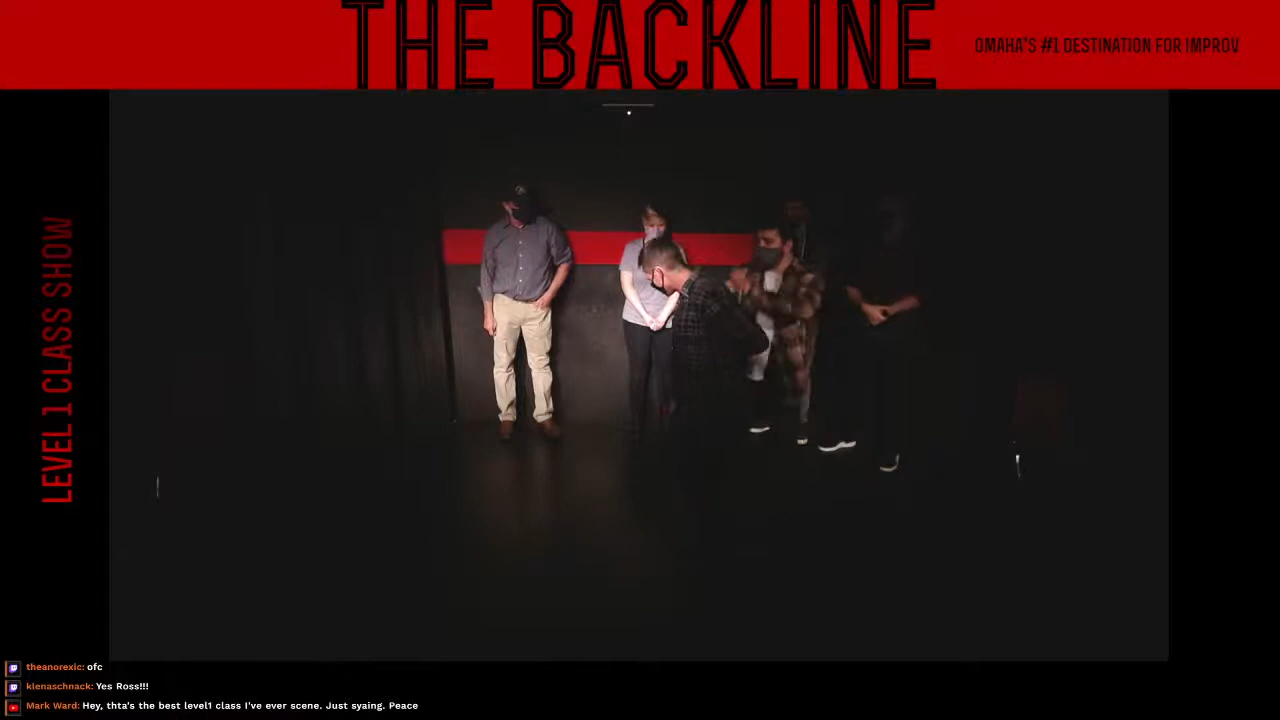 THE BACKLINE
OMAHA'S #1 DESTINATION FOR IMPROV
LEVEL 1 CLASS SHOW
theanorexic: ofc
klenaschnack: Yes Ross!!!
Mark Ward: Hey, thta's the best level1 class I've ever scene. Just syaing. Peace